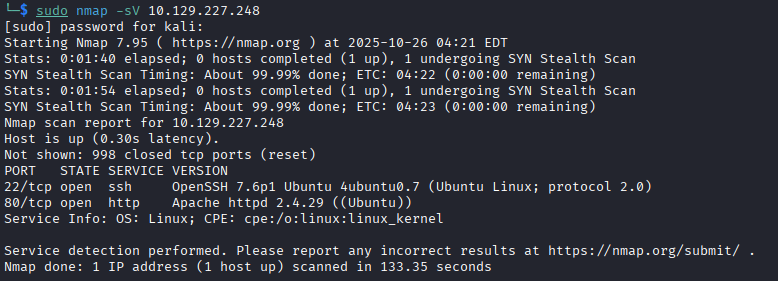 └─$ sudo nmap -sV 10.129.227.248
[sudo] password for kali:
Starting Nmap 7.95 ( https://nmap.org ) at 2025-10-26 04:21 EDT
Stats: 0:01:40 elapsed; 0 hosts completed (1 up), 1 undergoing SYN Stealth Scan
SYN Stealth Scan Timing: About 99.99% done; ETC: 04:22 (0:00:00 remaining)
Stats: 0:01:54 elapsed; 0 hosts completed (1 up), 1 undergoing SYN Stealth Scan
SYN Stealth Scan Timing: About 99.99% done; ETC: 04:23 (0:00:00 remaining)
Nmap scan report for 10.129.227.248
Host is up (0.30s latency).
Not shown: 998 closed tcp ports (reset)
PORT   STATE SERVICE VERSION
22/tcp open  ssh     OpenSSH 7.6p1 Ubuntu 4ubuntu0.7 (Ubuntu Linux; protocol 2.0)
80/tcp open  http    Apache httpd 2.4.29 ((Ubuntu))
Service Info: OS: Linux; CPE: cpe:/o:linux:linux_kernel

Service detection performed. Please report any incorrect results at https://nmap.org/submit/ .
Nmap done: 1 IP address (1 host up) scanned in 133.35 seconds